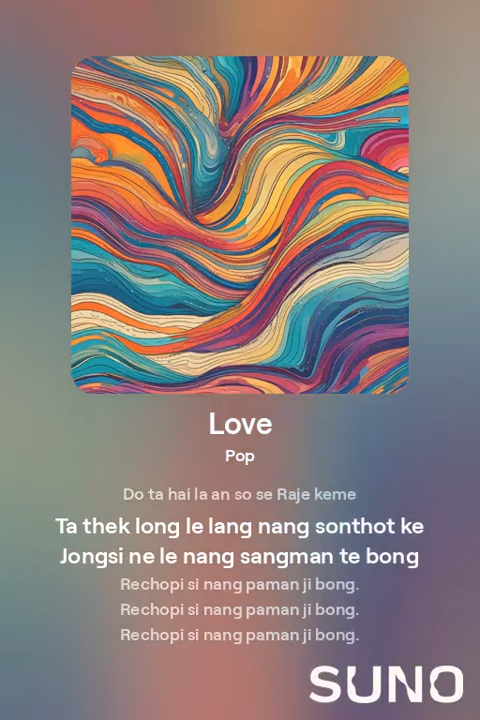 Love
Pop
Do ta hai la an so se Raje keme
Ta thek long le lang nang sonthot ke
Jongsi ne le nang sangman te bong
Rechopi si nang paman ji bong.
Rechopi si nang paman ji bong.
Rechopi si nang paman ji bong.
SUNO